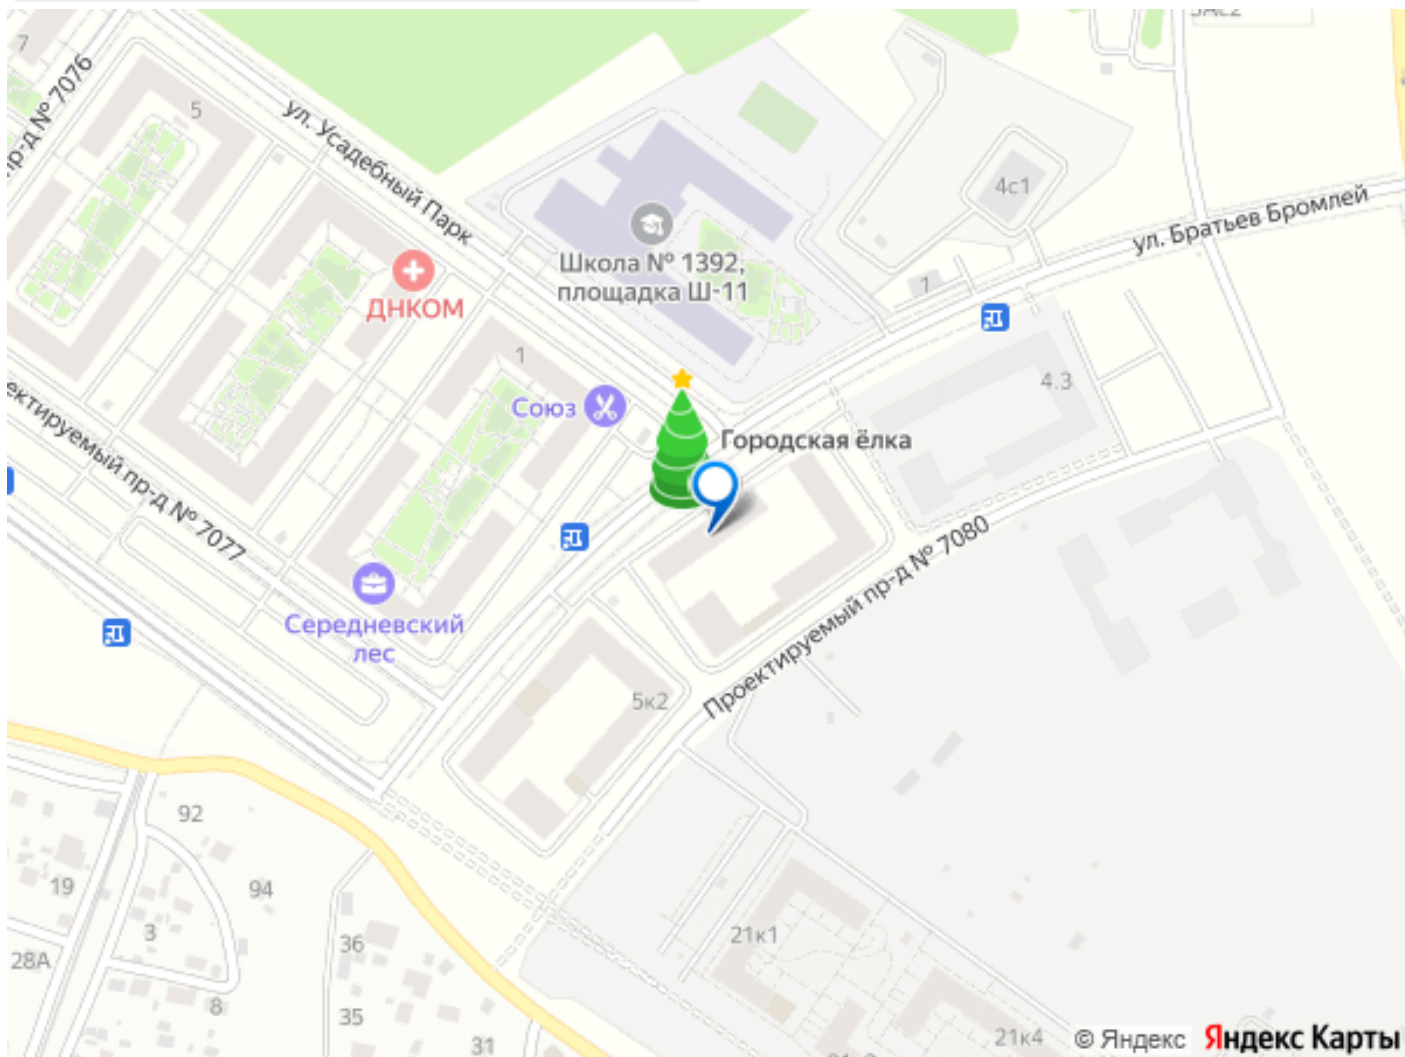 7
пр-д № 7076
5
ул. Усадебный Парк
4с1
ул. Братьев Бромлей
Школа № 1392,
площадка Ш-11
7
ДНКОМ
1
4.3
Союз
Городская ёлка
ектируемый пр-д № 7077
Проектируемый пр-д № 7080
Середневский
лес
5к2
92
94
19
3
36
21к1
28А
8
35
31
21к4
© Яндекс
Яндекс Карты